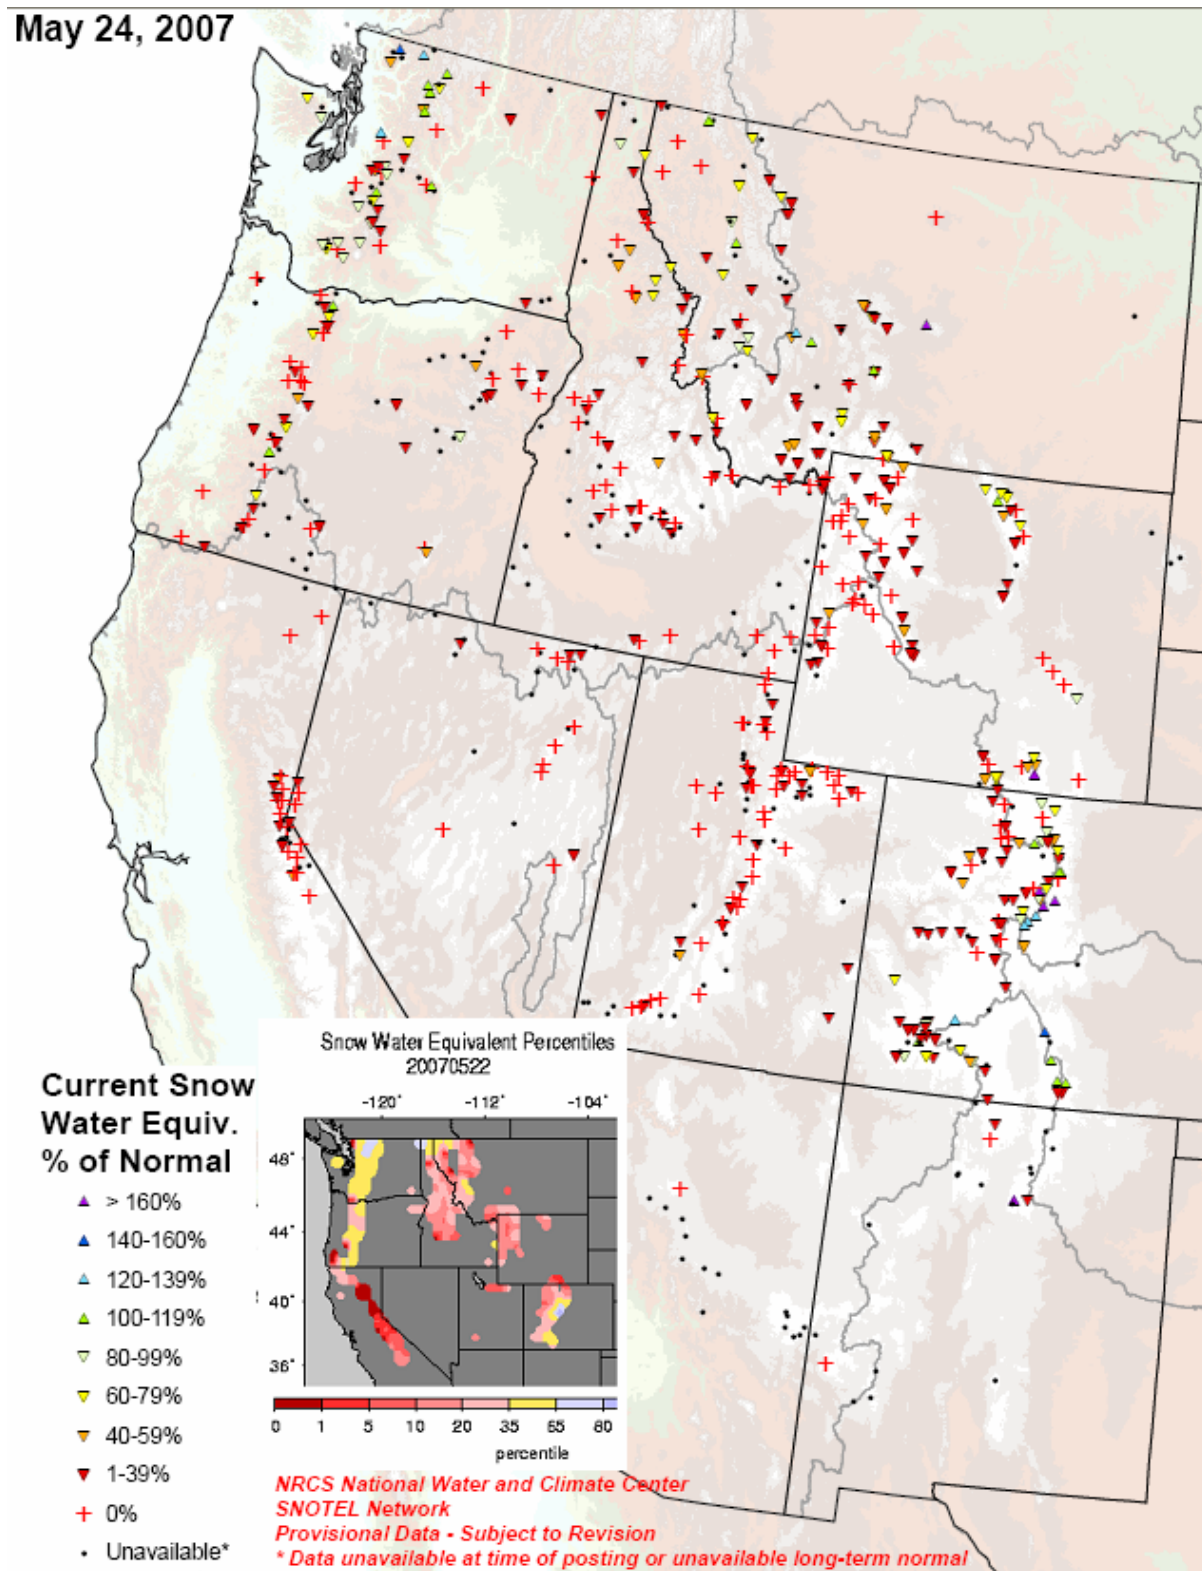 May 24, 2007
Snow Water Equivalent Percentiles
20070522
-120° -112° -104°
48°
44°
40°
36°
0 1 5 10 20 35 65 80
percentile
Current Snow
Water Equiv.
% of Normal
> 160%
140-160%
120-139%
100-119%
80-99%
60-79%
40-59%
1-39%
0%
Unavailable*
NRCS National Water and Climate Center
SNOTEL Network
Provisional Data - Subject to Revision
* Data unavailable at time of posting or unavailable long-term normal